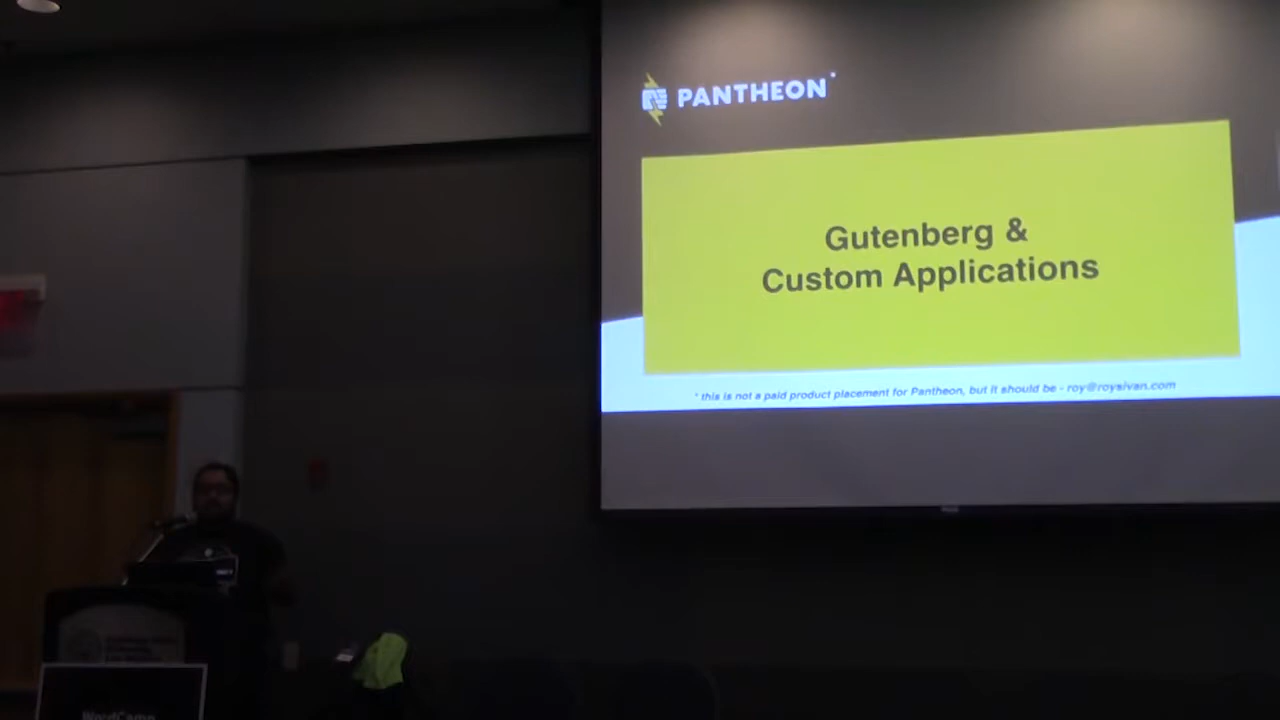 PANTHEON*
Gutenberg &
Custom Applications
* this is not a paid product placement for Pantheon, but it should be - roy@roysivan.com
WordCamp